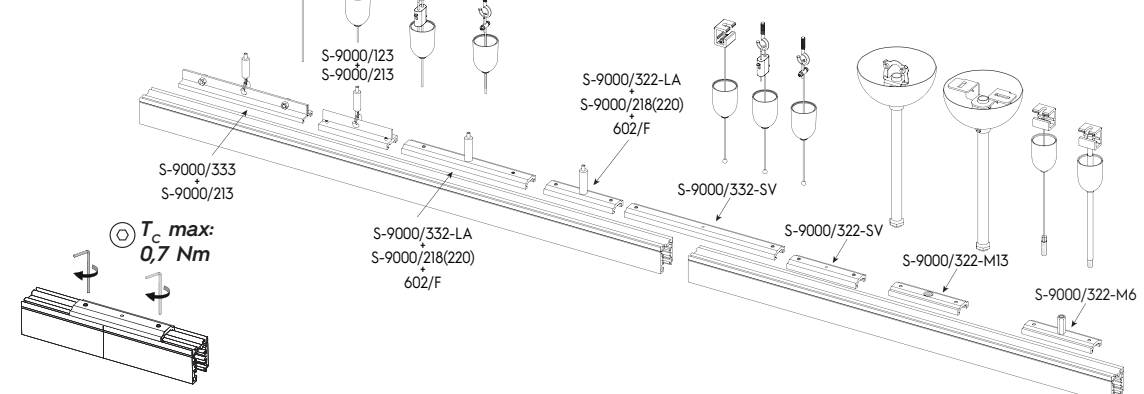 S-9000/123
+
S-9000/213
S-9000/322-LA
+
S-9000/218(220)
+
602/F
S-9000/333
+
S-9000/213
S-9000/332-SV
S-9000/332-LA
+
S-9000/218(220)
+
602/F
S-9000/322-SV
S-9000/322-M13
S-9000/322-M6
TC max:
0,7 Nm